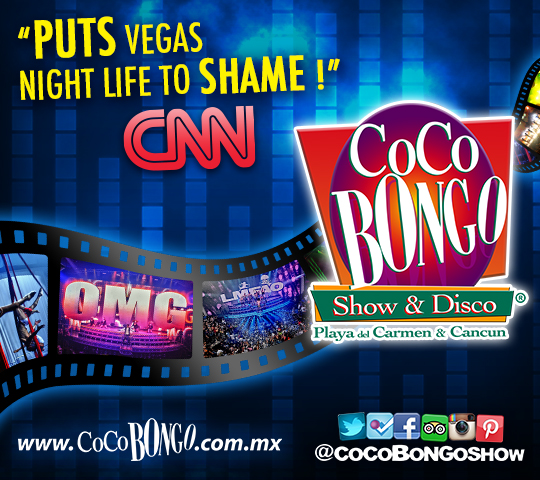 “PUTS VEGAS
NIGHT LIFE TO SHAME !”
CNN
CoCo
BONGO
Show & Disco ®
Playa del Carmen & Cancun
OMG
LMFAO
www.CoCoBONGO.com.mx
@COCOBONGOSHOW